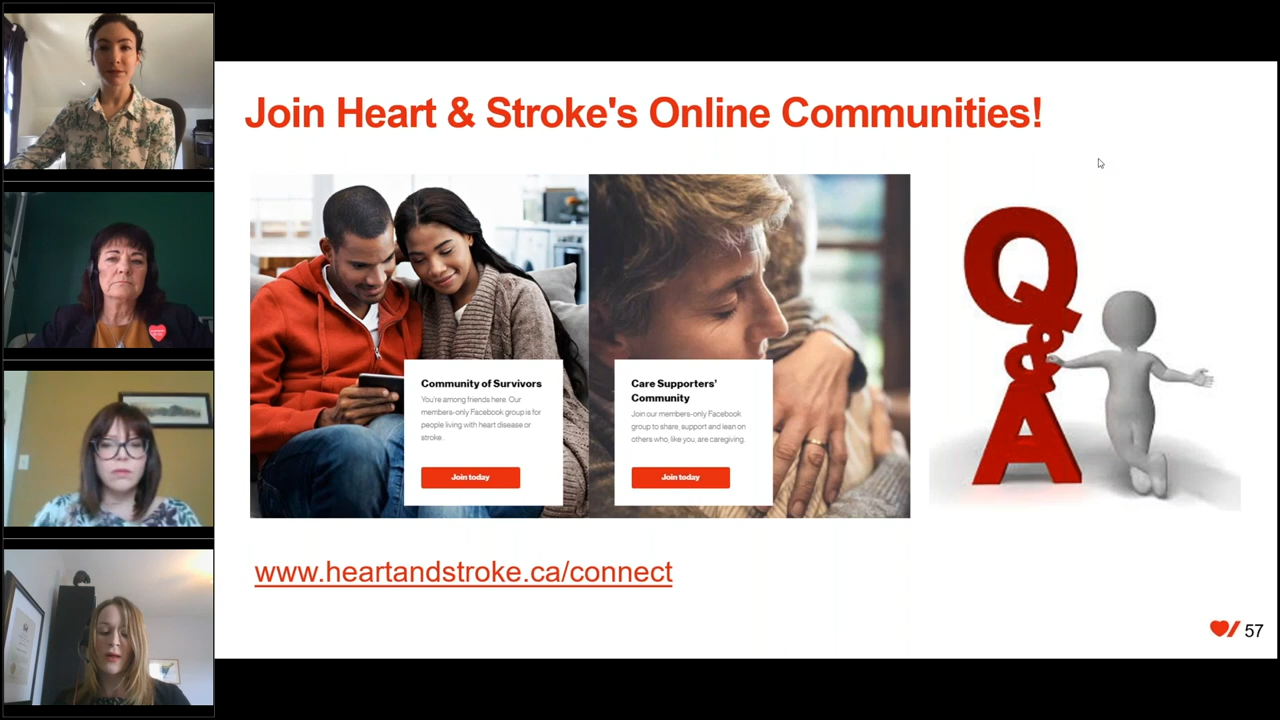 Join Heart & Stroke's Online Communities!
Community of Survivors
You're among friends here. Our
members-only Facebook group is for
people living with heart disease or
stroke.
Join today
Care Supporters'
Community
Join our members-only Facebook
group to share, support and lean on
others who, like you, are caregiving.
Join today
Q
&
A
www.heartandstroke.ca/connect
57